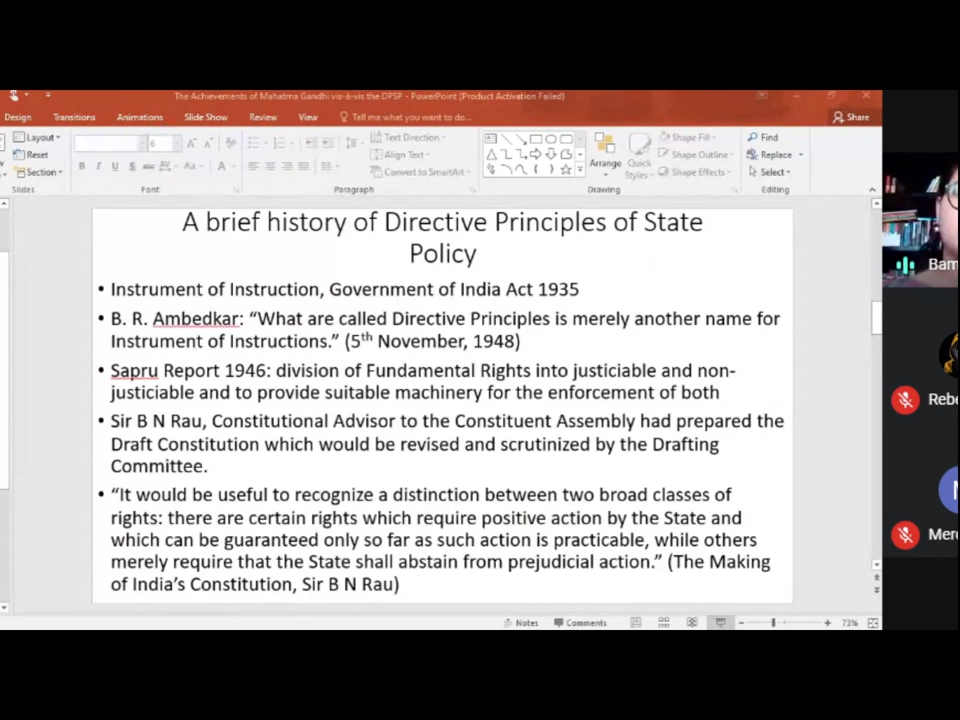 The Achievements of Mahatma Gandhi vis-à-vis the DPSP - PowerPoint (Product Activation Failed)
Design Transitions Animations Slide Show Review View Tell me what you want to do... Share
Layout
Reset
Section
Slides
6
Font
Text Direction
Align Text
Convert to SmartArt
Paragraph
Arrange
Quick Styles
Shape Fill
Shape Outline
Shape Effects
Drawing
Find
Replace
Select
Editing
A brief history of Directive Principles of State
Policy
• Instrument of Instruction, Government of India Act 1935
• B. R. Ambedkar: “What are called Directive Principles is merely another name for
Instrument of Instructions.” (5th November, 1948)
• Sapru Report 1946: division of Fundamental Rights into justiciable and non-
justiciable and to provide suitable machinery for the enforcement of both
• Sir B N Rau, Constitutional Advisor to the Constituent Assembly had prepared the
Draft Constitution which would be revised and scrutinized by the Drafting
Committee.
• “It would be useful to recognize a distinction between two broad classes of
rights: there are certain rights which require positive action by the State and
which can be guaranteed only so far as such action is practicable, while others
merely require that the State shall abstain from prejudicial action.” (The Making
of India’s Constitution, Sir B N Rau)
Notes Comments 73%
Bam
Rebe
Merc